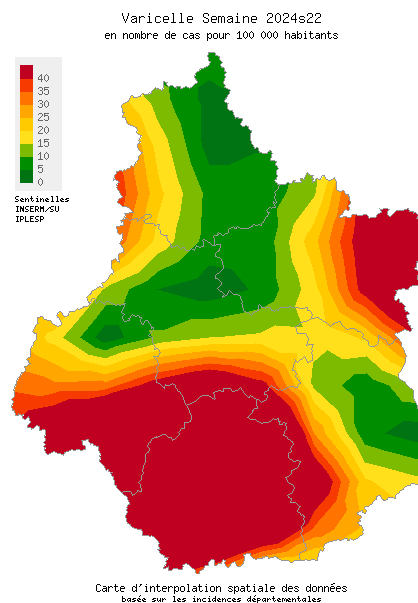 Varicelle Semaine 2024s22
en nombre de cas pour 100 000 habitants
40
35
30
25
20
15
10
5
0
Sentinelles
INSERM/SU
IPLESP
Carte d'interpolation spatiale des données
basée sur les incidences départementales